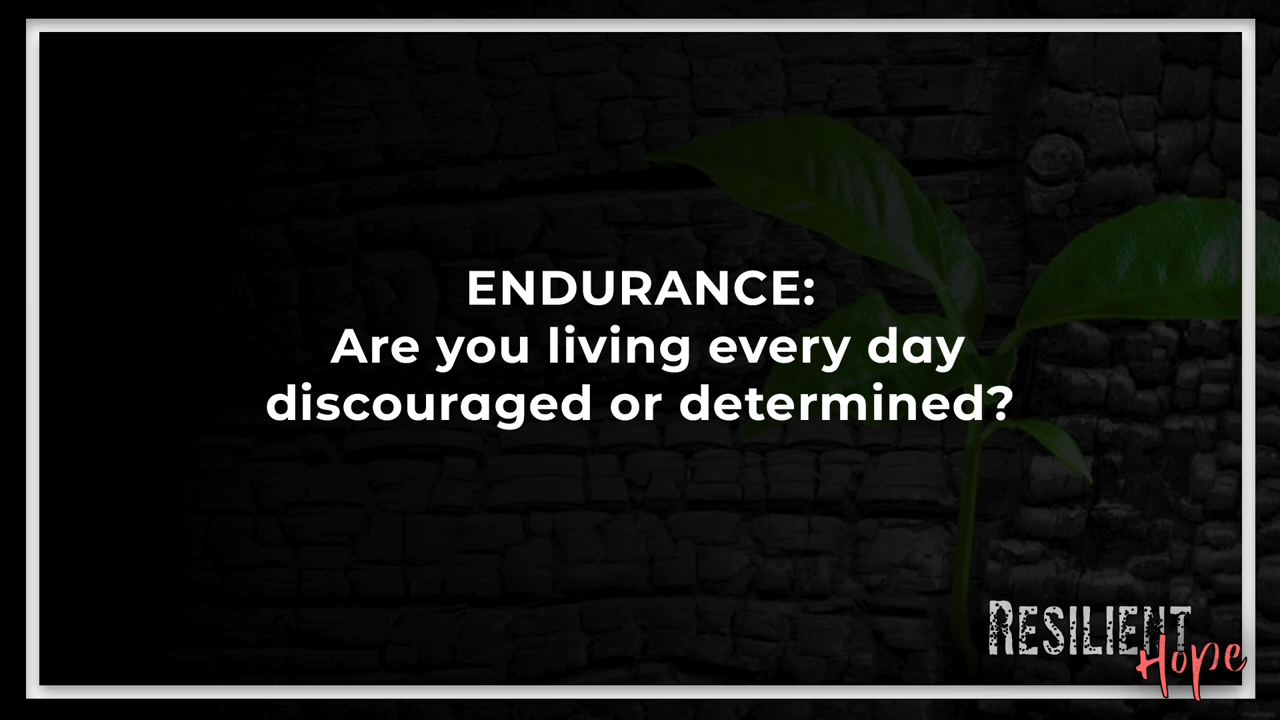 ENDURANCE:
Are you living every day
discouraged or determined?
RESILIENT
Hope